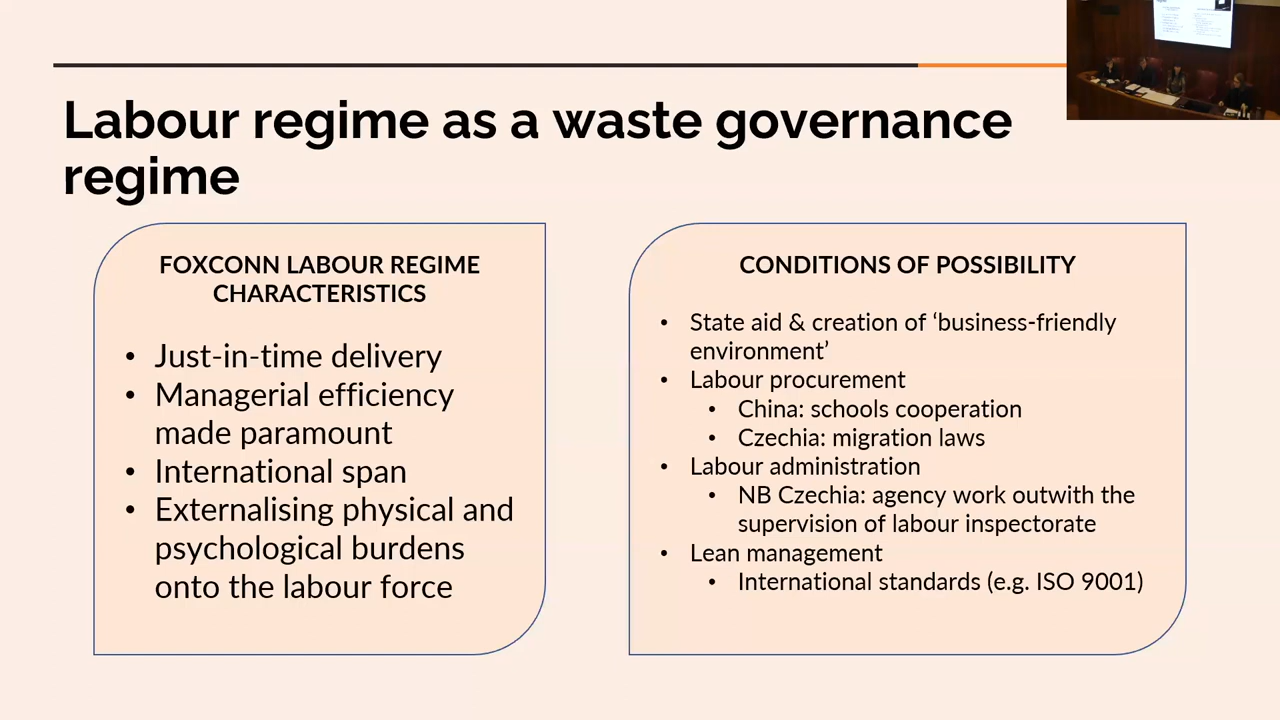 Labour regime as a waste governance
regime
FOXCONN LABOUR REGIME
CHARACTERISTICS
• Just-in-time delivery
• Managerial efficiency
made paramount
• International span
• Externalising physical and
psychological burdens
onto the labour force
CONDITIONS OF POSSIBILITY
• State aid & creation of ‘business-friendly
environment’
• Labour procurement
• China: schools cooperation
• Czechia: migration laws
• Labour administration
• NB Czechia: agency work outwith the
supervision of labour inspectorate
• Lean management
• International standards (e.g. ISO 9001)